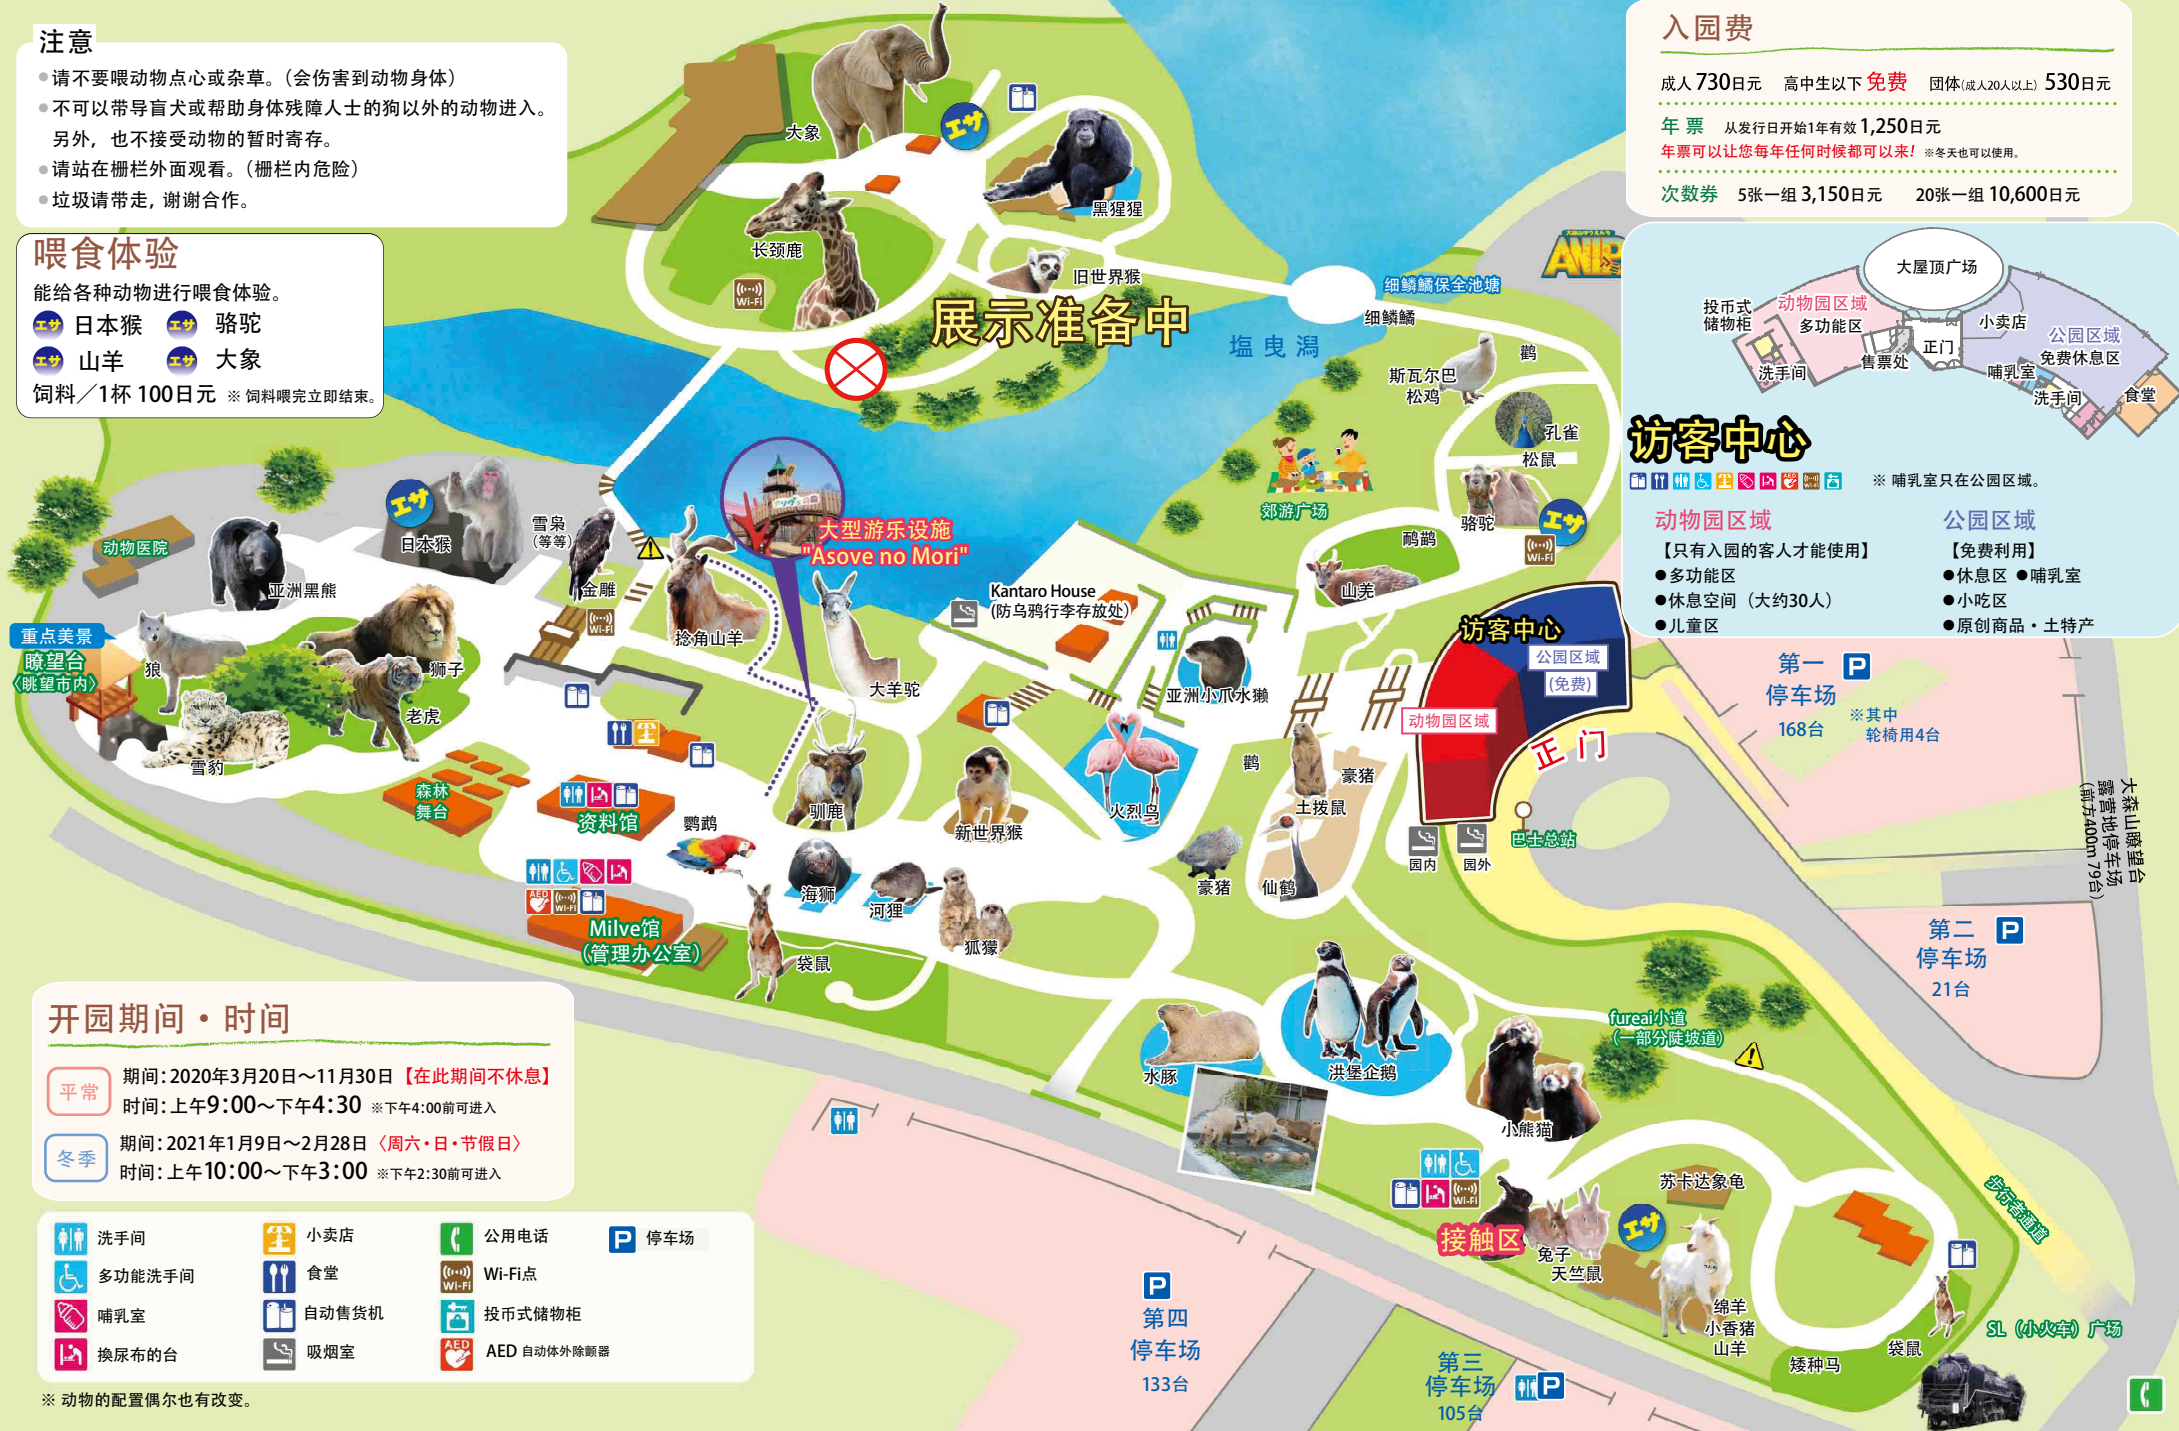 注意
●请不要喂动物点心或杂草。（会伤害到动物身体）
●不可以带导盲犬或帮助身体残障人士的狗以外的动物进入。
另外，也不接受动物的暂时寄存。
●请站在栅栏外面观看。（栅栏内危险）
●垃圾请带走，谢谢合作。
喂食体验
能给各种动物进行喂食体验。
エサ 日本猴 エサ 骆驼
エサ 山羊 エサ 大象
饲料／1杯 100日元 ※ 饲料喂完立即结束。
入园费
成人 730日元 高中生以下 免费 团体(成人20人以上) 530日元
年票 从发行日开始1年有效 1,250日元
年票可以让您每年任何时候都可以来! ※冬天也可以使用。
次数券 5张一组 3,150日元 20张一组 10,600日元
大屋顶广场
投币式
储物柜
动物园区域
多功能区
洗手间
售票处
正门
小卖店
公园区域
免费休息区
哺乳室
洗手间
食堂
访客中心
AED
Wi-Fi
※ 哺乳室只在公园区域。
动物园区域
【只有入园的客人才能使用】
●多功能区
●休息空间（大约30人）
●儿童区
公园区域
【免费利用】
●休息区 ●哺乳室
●小吃区
●原创商品・土特产
大象
エサ
黑猩猩
长颈鹿
Wi-Fi
旧世界猴
展示准备中
细鳞鱊保全池塘
细鳞鱊
塩曳潟
鹳
斯瓦尔巴
松鸡
孔雀
松鼠
骆驼
エサ
Wi-Fi
郊游广场
鸸鹋
山羌
大型游乐设施
"Asove no Mori"
动物医院
亚洲黑熊
エサ
日本猴
雪枭
（等等）
金雕
Wi-Fi
捻角山羊
大羊驼
Kantaro House
(防乌鸦行李存放处)
亚洲小爪水獭
重点美景
瞭望台
〈眺望市内〉
狼
狮子
老虎
雪豹
森林
舞台
资料馆
鹦鹉
驯鹿
新世界猴
火烈鸟
鹳
豪猪
土拨鼠
豪猪
仙鹤
访客中心
公园区域
(免费)
动物园区域
正门
园内
园外
巴士总站
第一
停车场
168台
P
※其中
轮椅用4台
大森山瞭望台
露营地停车场
(前方400m 79台)
第二
停车场
21台
P
AED
Wi-Fi
Milve馆
（管理办公室）
海狮
河狸
狐獴
袋鼠
水豚
洪堡企鹅
小熊猫
fureai小道
（一部分陡坡道）
Wi-Fi
接触区
兔子
天竺鼠
エサ
苏卡达象龟
绵羊
小香猪
山羊
矮种马
袋鼠
步行者通道
SL（小火车）广场
P
第四
停车场
133台
第三
停车场
105台
P
开园期间・时间
平常
期间：2020年3月20日～11月30日【在此期间不休息】
时间：上午9：00～下午4：30 ※下午4:00前可进入
冬季
期间：2021年1月9日～2月28日〈周六・日・节假日〉
时间：上午10：00～下午3：00 ※下午2:30前可进入
洗手间
小卖店
公用电话
P 停车场
多功能洗手间
食堂
Wi-Fi Wi-Fi点
哺乳室
自动售货机
投币式储物柜
换尿布的台
吸烟室
AED AED 自动体外除颤器
※ 动物的配置偶尔也有改变。